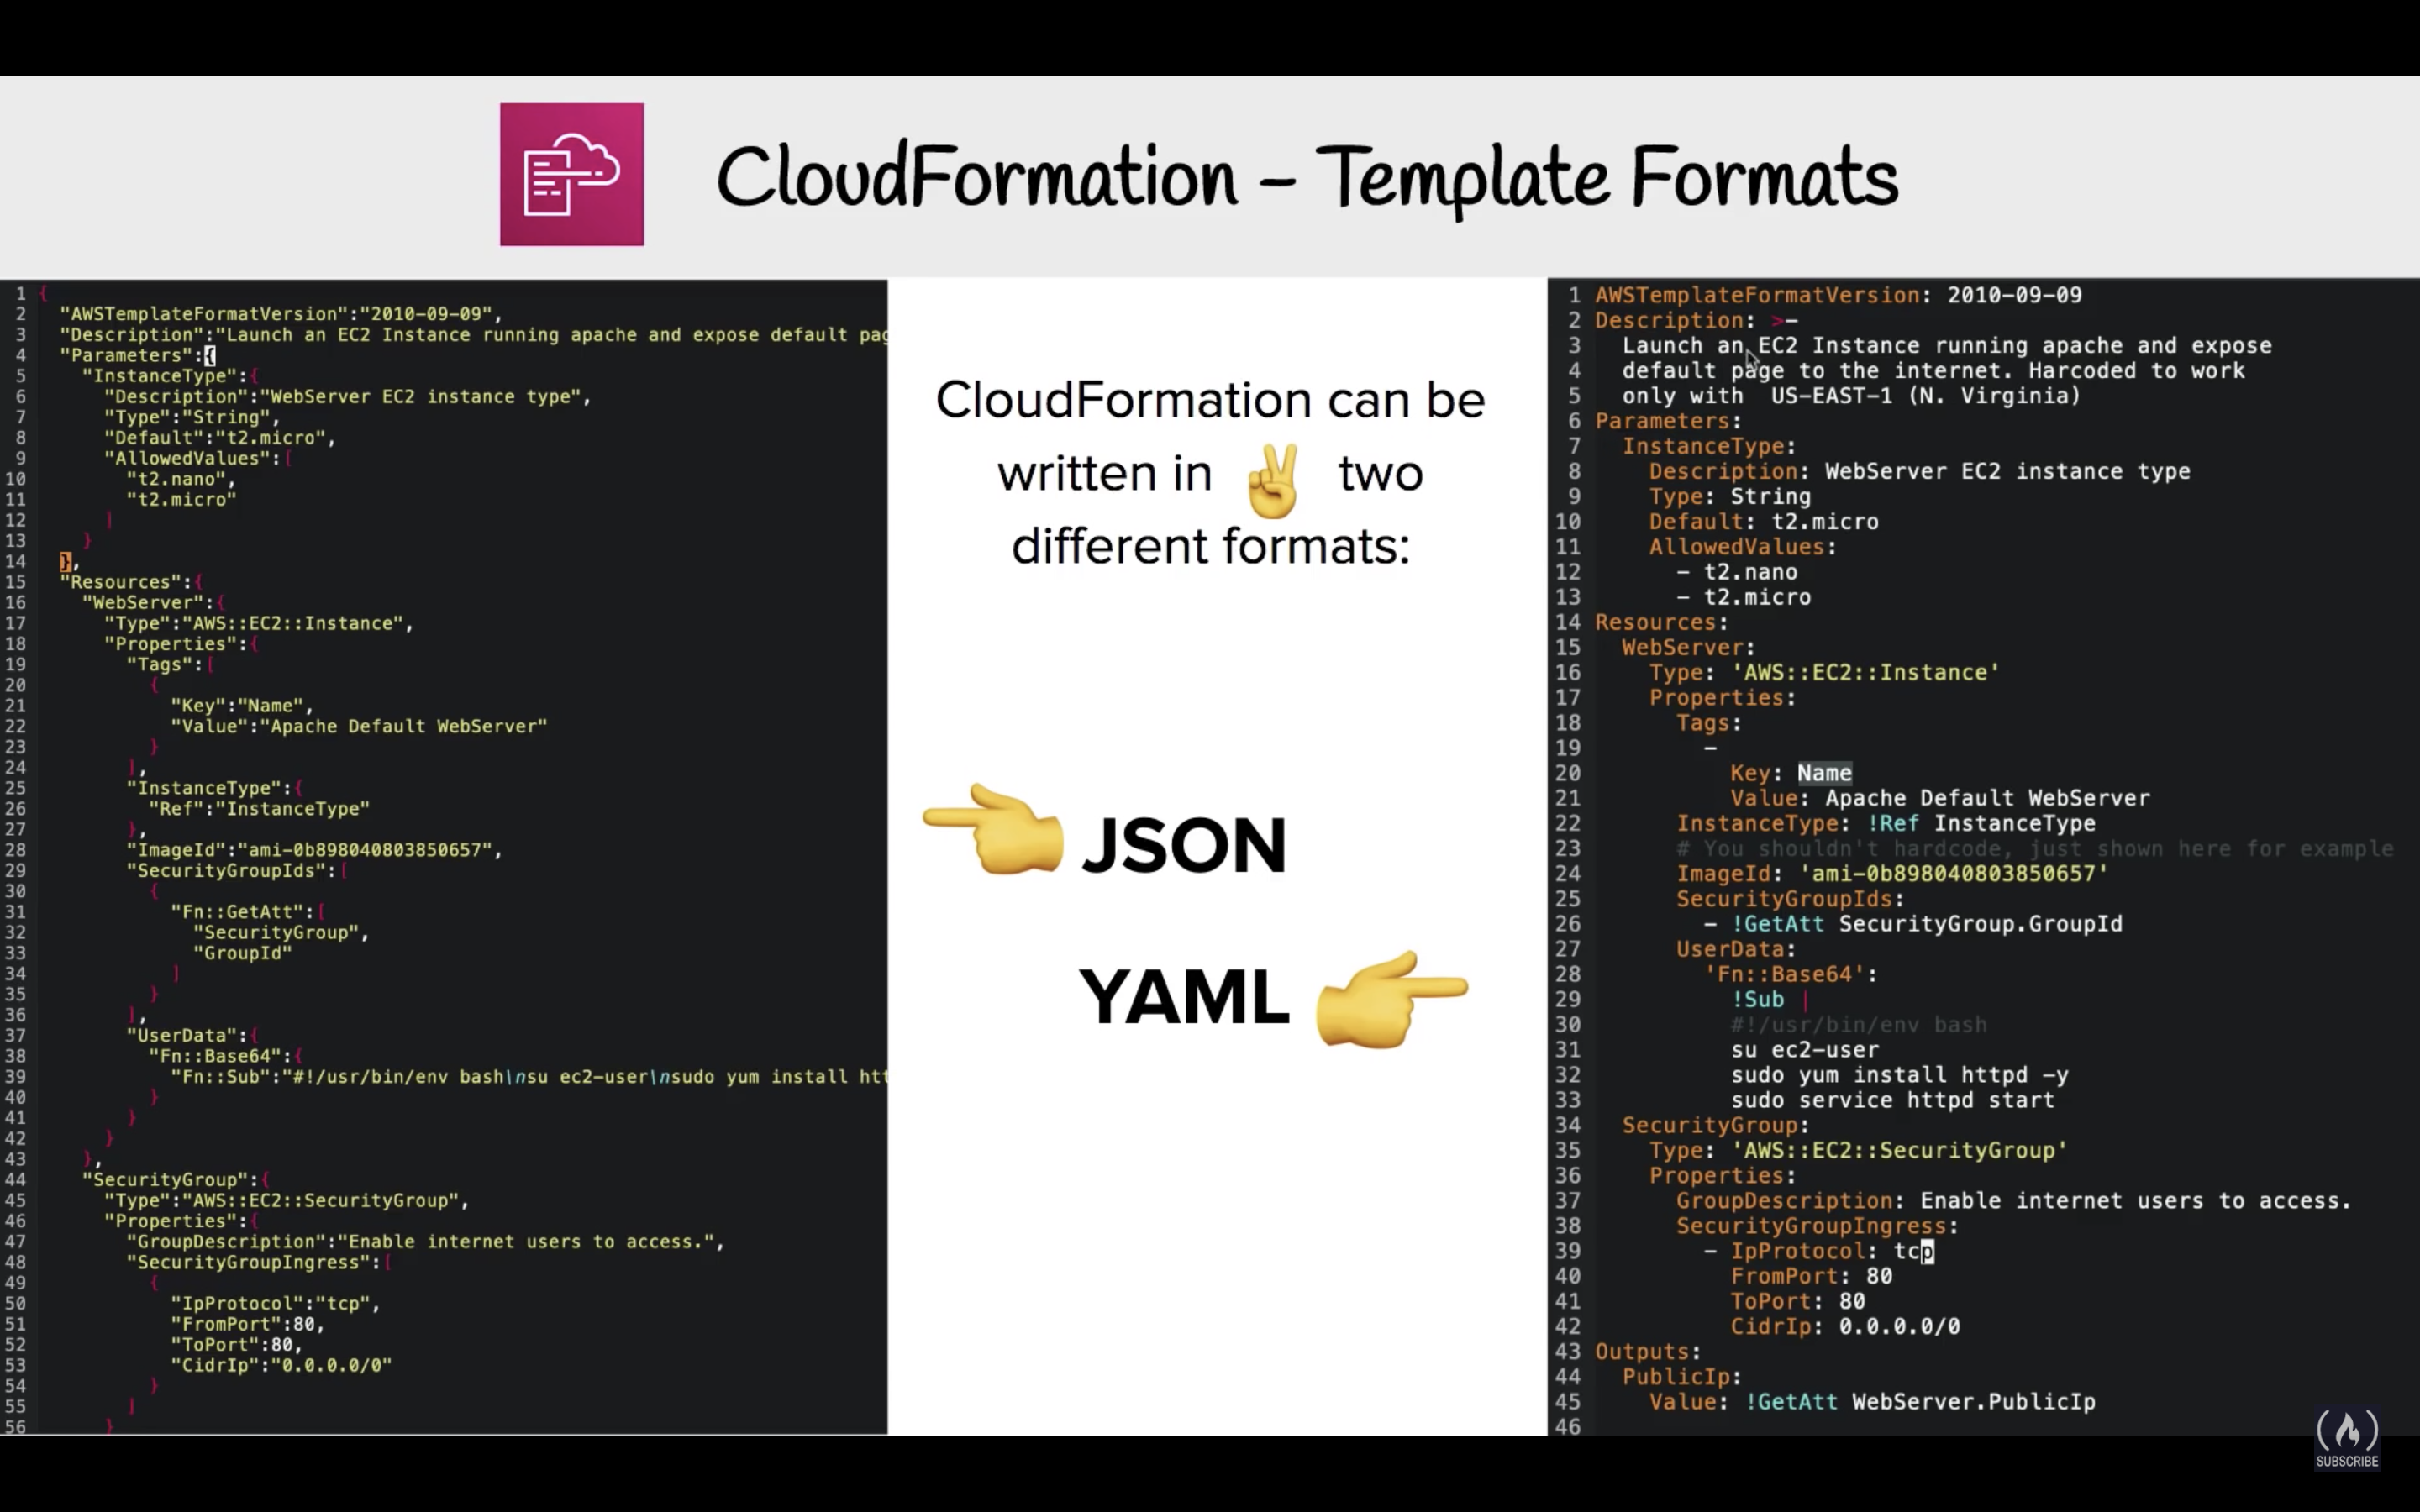 CloudFormation – Template Formats
1 {
2 "AWSTemplateFormatVersion":"2010-09-09",
3 "Description":"Launch an EC2 Instance running apache and expose default pag
4 "Parameters":{
5 "InstanceType":{
6 "Description":"WebServer EC2 instance type",
7 "Type":"String",
8 "Default":"t2.micro",
9 "AllowedValues":[
10 "t2.nano",
11 "t2.micro"
12 ]
13 }
14 },
15 "Resources":{
16 "WebServer":{
17 "Type":"AWS::EC2::Instance",
18 "Properties":{
19 "Tags":[
20 {
21 "Key":"Name",
22 "Value":"Apache Default WebServer"
23 }
24 ],
25 "InstanceType":{
26 "Ref":"InstanceType"
27 },
28 "ImageId":"ami-0b898040803850657",
29 "SecurityGroupIds":[
30 {
31 "Fn::GetAtt":[
32 "SecurityGroup",
33 "GroupId"
34 ]
35 }
36 ],
37 "UserData":{
38 "Fn::Base64":{
39 "Fn::Sub":"#!/usr/bin/env bash\nsu ec2-user\nsudo yum install htt
40 }
41 }
42 }
43 },
44 "SecurityGroup":{
45 "Type":"AWS::EC2::SecurityGroup",
46 "Properties":{
47 "GroupDescription":"Enable internet users to access.",
48 "SecurityGroupIngress":[
49 {
50 "IpProtocol":"tcp",
51 "FromPort":80,
52 "ToPort":80,
53 "CidrIp":"0.0.0.0/0"
54 }
55 ]
56 }
CloudFormation can be
written in ✌ two
different formats:
JSON
YAML
1 AWSTemplateFormatVersion: 2010-09-09
2 Description: >-
3 Launch an EC2 Instance running apache and expose
4 default page to the internet. Harcoded to work
5 only with US-EAST-1 (N. Virginia)
6 Parameters:
7 InstanceType:
8 Description: WebServer EC2 instance type
9 Type: String
10 Default: t2.micro
11 AllowedValues:
12 - t2.nano
13 - t2.micro
14 Resources:
15 WebServer:
16 Type: 'AWS::EC2::Instance'
17 Properties:
18 Tags:
19 -
20 Key: Name
21 Value: Apache Default WebServer
22 InstanceType: !Ref InstanceType
23 # You shouldn't hardcode, just shown here for example
24 ImageId: 'ami-0b898040803850657'
25 SecurityGroupIds:
26 - !GetAtt SecurityGroup.GroupId
27 UserData:
28 'Fn::Base64':
29 !Sub |
30 #!/usr/bin/env bash
31 su ec2-user
32 sudo yum install httpd -y
33 sudo service httpd start
34 SecurityGroup:
35 Type: 'AWS::EC2::SecurityGroup'
36 Properties:
37 GroupDescription: Enable internet users to access.
38 SecurityGroupIngress:
39 - IpProtocol: tcp
40 FromPort: 80
41 ToPort: 80
42 CidrIp: 0.0.0.0/0
43 Outputs:
44 PublicIp:
45 Value: !GetAtt WebServer.PublicIp
46
SUBSCRIBE